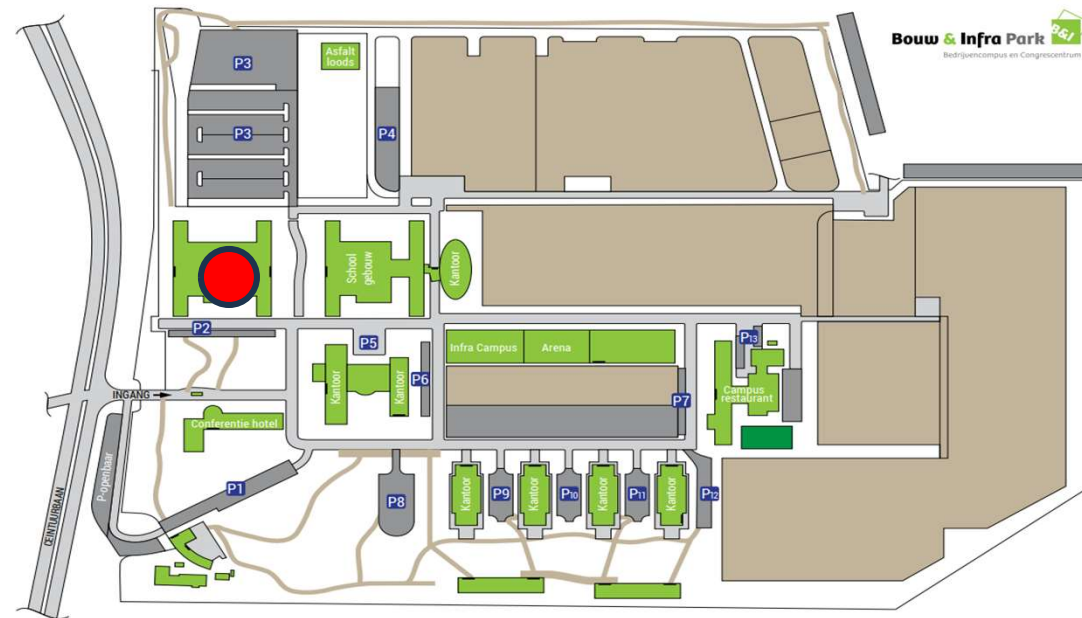 Bouw & Infra Park B&I
Bedrijvencampus en Congrescentrum
P3
Asfalt
loods
P3
P4
School
gebouw
Kantoor
P2
P5
Kantoor
Kantoor
P6
Infra Campus
Arena
P13
P7
Campus
restaurant
INGANG
Conferentie hotel
P-openbaar
CEINTUURBAAN
P1
P8
Kantoor
P9
Kantoor
P10
Kantoor
P11
Kantoor
P12